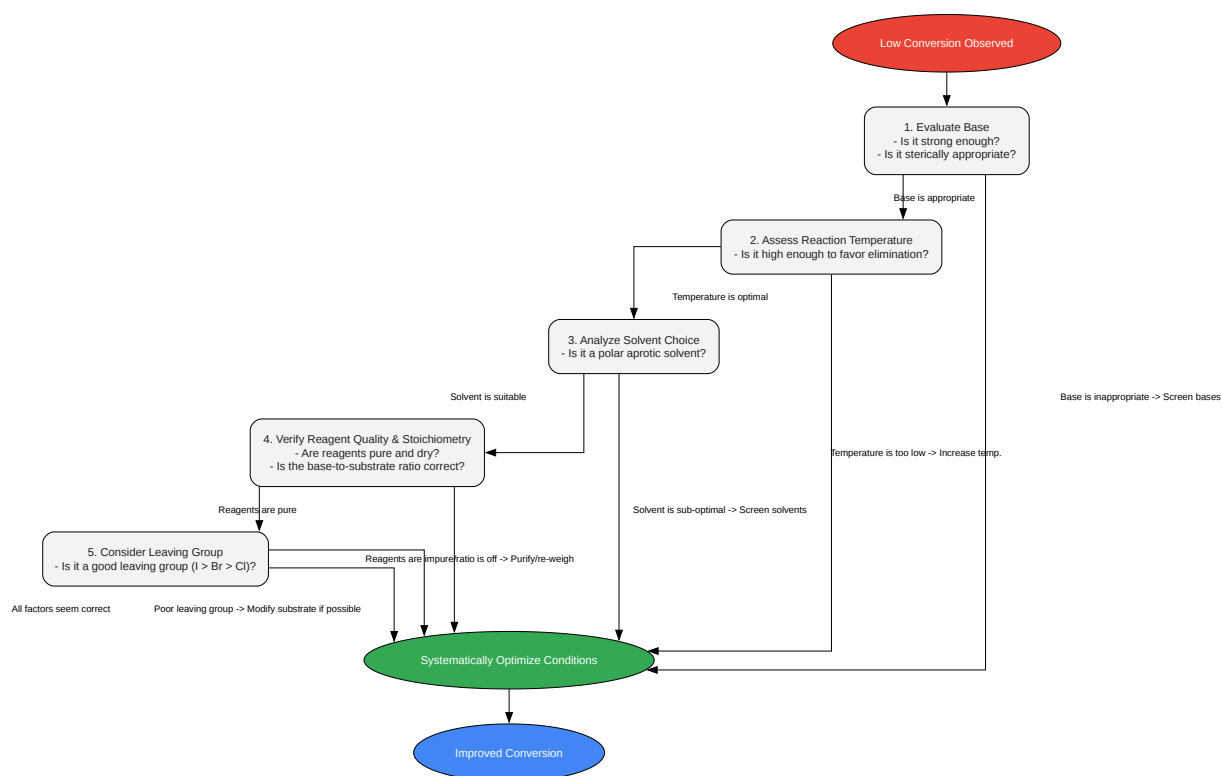 Low Conversion Observed
1. Evaluate Base
- Is it strong enough?
- Is it sterically appropriate?
Base is appropriate
2. Assess Reaction Temperature
- Is it high enough to favor elimination?
Temperature is optimal
3. Analyze Solvent Choice
- Is it a polar aprotic solvent?
Solvent is suitable
Base is inappropriate -> Screen bases
4. Verify Reagent Quality & Stoichiometry
- Are reagents pure and dry?
- Is the base-to-substrate ratio correct?
Temperature is too low -> Increase temp.
Reagents are pure
Solvent is sub-optimal -> Screen solvents
5. Consider Leaving Group
- Is it a good leaving group (I > Br > Cl)?
Reagents are impure/ratio is off -> Purify/re-weigh
All factors seem correct
Poor leaving group -> Modify substrate if possible
Systematically Optimize Conditions
Improved Conversion